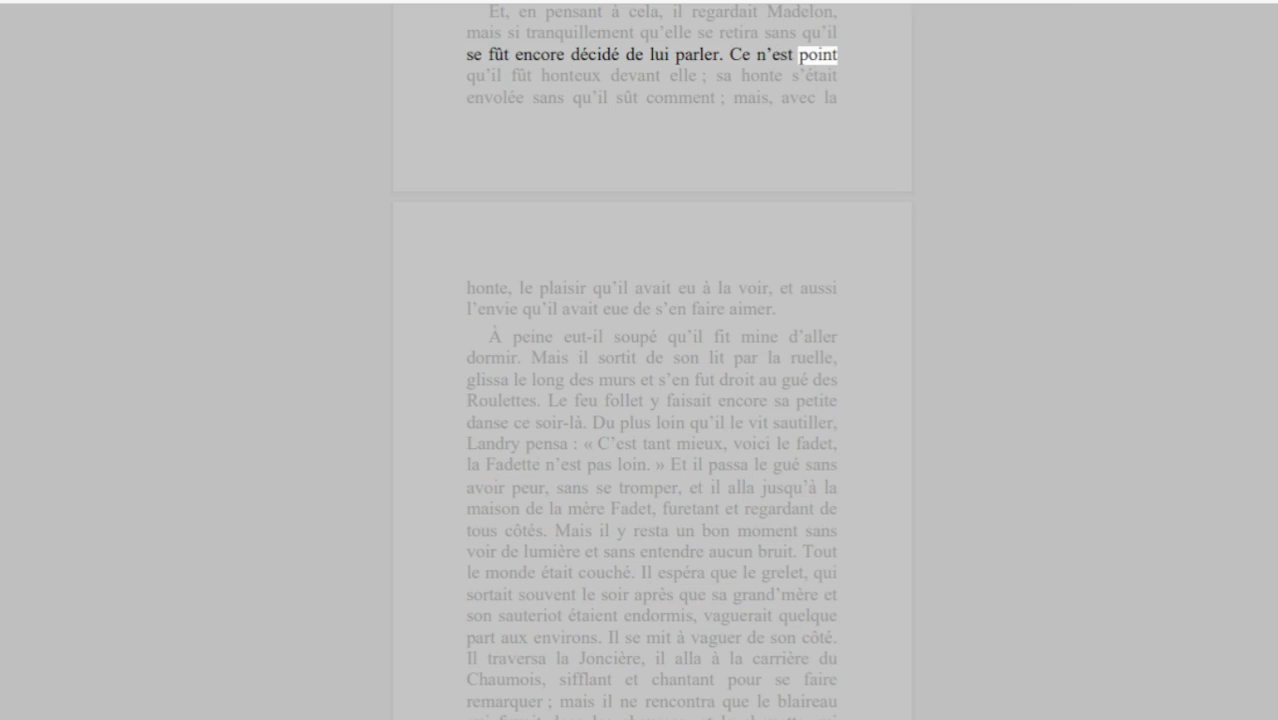 Et, en pensant à cela, il regardait Madelon,
mais si tranquillement qu’elle se retira sans qu’il
se fût encore décidé de lui parler. Ce n’est point
qu’il fût honteux devant elle ; sa honte s’était
envolée sans qu’il sût comment ; mais, avec la
honte, le plaisir qu’il avait eu à la voir, et aussi
l’envie qu’il avait eue de s’en faire aimer.
À peine eut-il soupé qu’il fit mine d’aller
dormir. Mais il sortit de son lit par la ruelle,
glissa le long des murs et s’en fut droit au gué des
Roulettes. Le feu follet y faisait encore sa petite
danse ce soir-là. Du plus loin qu’il le vit sautiller,
Landry pensa : « C’est tant mieux, voici le fadet,
la Fadette n’est pas loin. » Et il passa le gué sans
avoir peur, sans se tromper, et il alla jusqu’à la
maison de la mère Fadet, furetant et regardant de
tous côtés. Mais il y resta un bon moment sans
voir de lumière et sans entendre aucun bruit. Tout
le monde était couché. Il espéra que le grelet, qui
sortait souvent le soir après que sa grand’mère et
son sauteriot étaient endormis, vaguerait quelque
part aux environs. Il se mit à vaguer de son côté.
Il traversa la Joncière, il alla à la carrière du
Chaumois, sifflant et chantant pour se faire
remarquer ; mais il ne rencontra que le blaireau